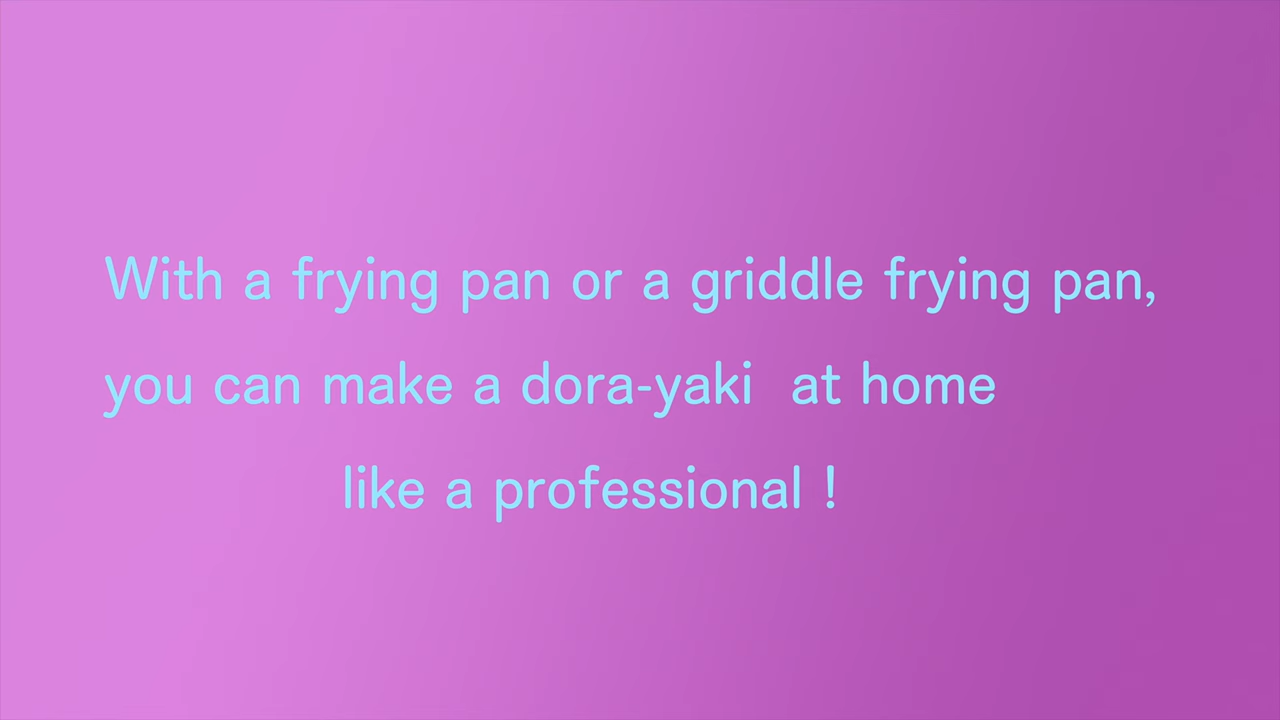 With a frying pan or a griddle frying pan,
you can make a dora-yaki  at home
like a professional !